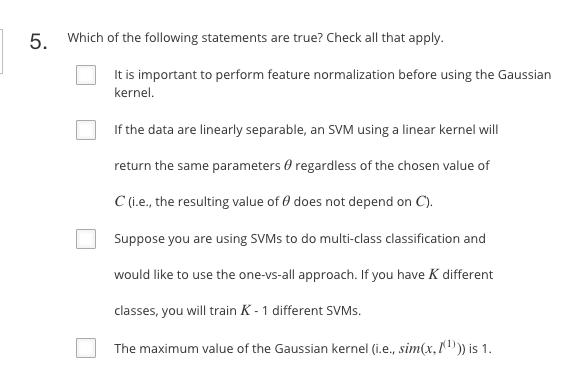 5. Which of the following statements are true? Check all that apply.
It is important to perform feature normalization before using the Gaussian
kernel.
If the data are linearly separable, an SVM using a linear kernel will
return the same parameters θ regardless of the chosen value of
C (i.e., the resulting value of θ does not depend on C).
Suppose you are using SVMs to do multi-class classification and
would like to use the one-vs-all approach. If you have K different
classes, you will train K - 1 different SVMs.
The maximum value of the Gaussian kernel (i.e., sim(x, l⁽¹⁾)) is 1.